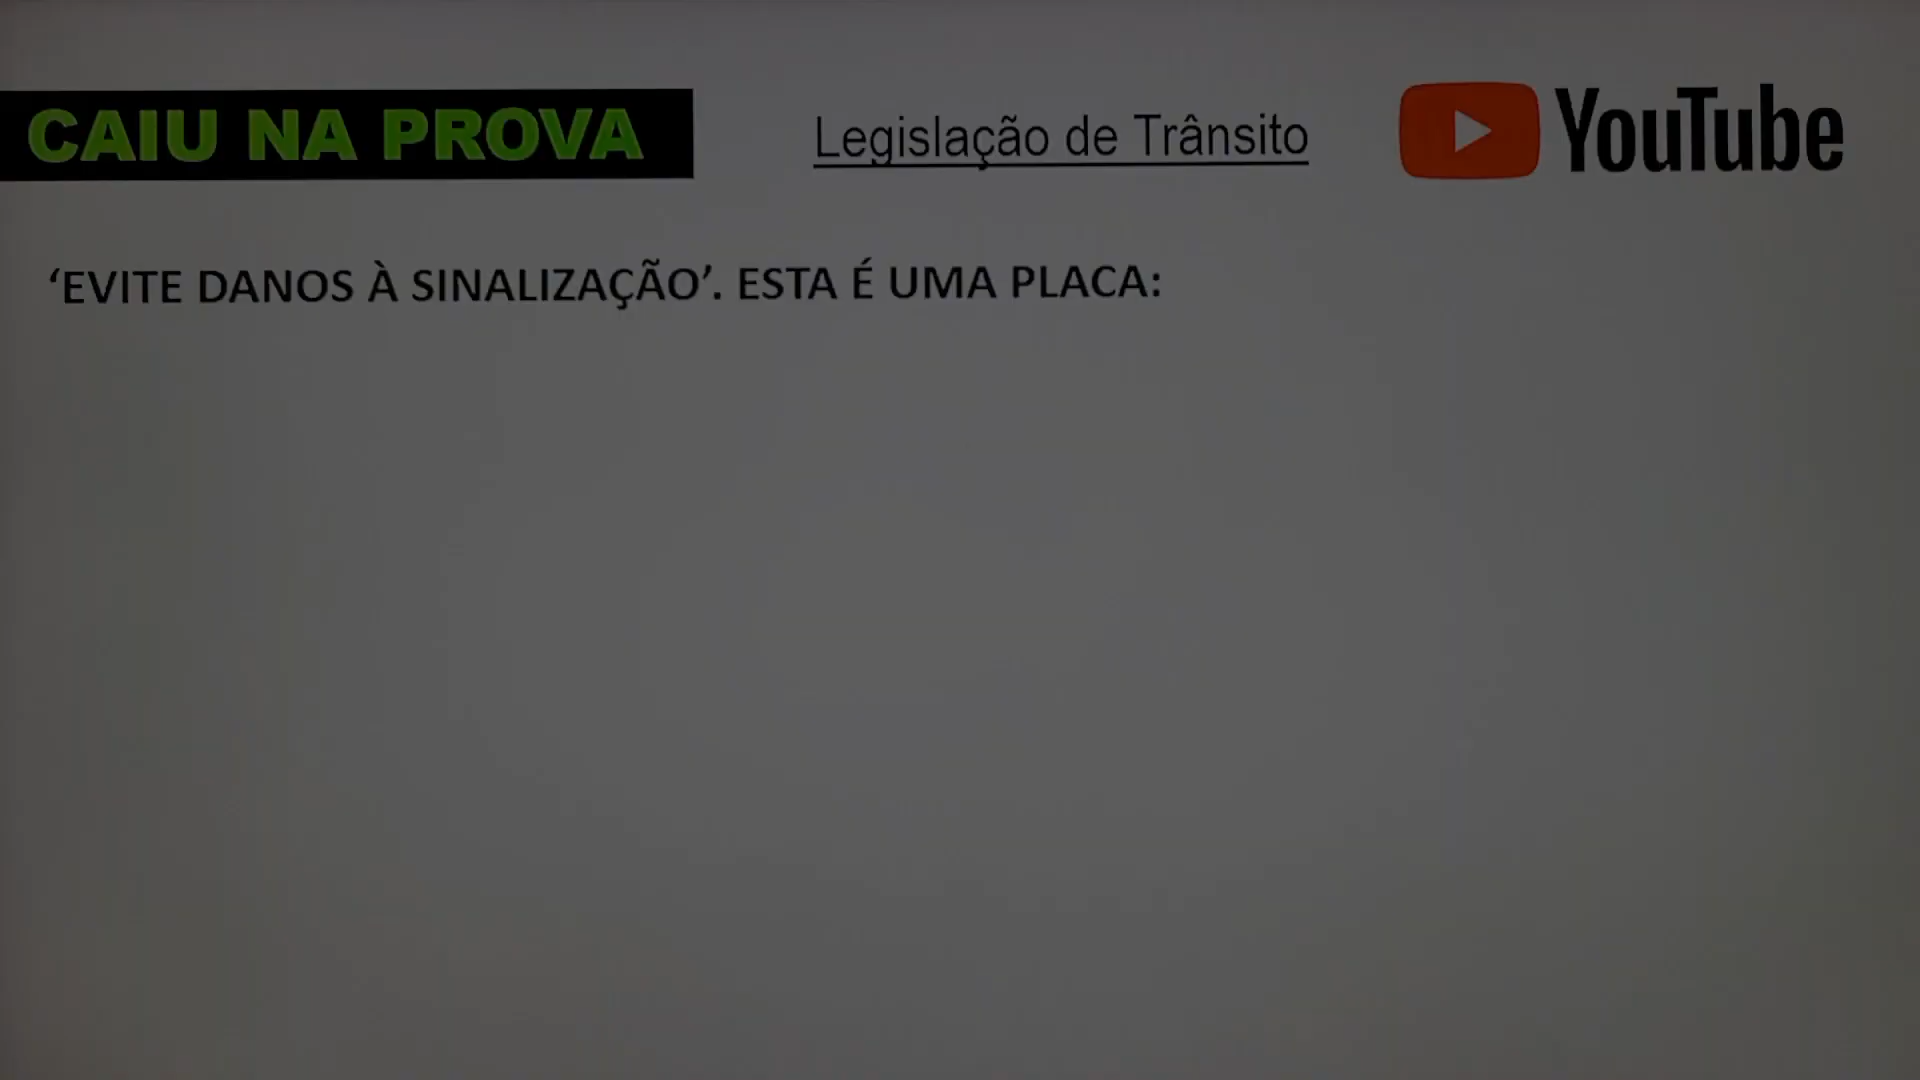 CAIU NA PROVA
Legislação de Trânsito
YouTube
‘EVITE DANOS À SINALIZAÇÃO’. ESTA É UMA PLACA: